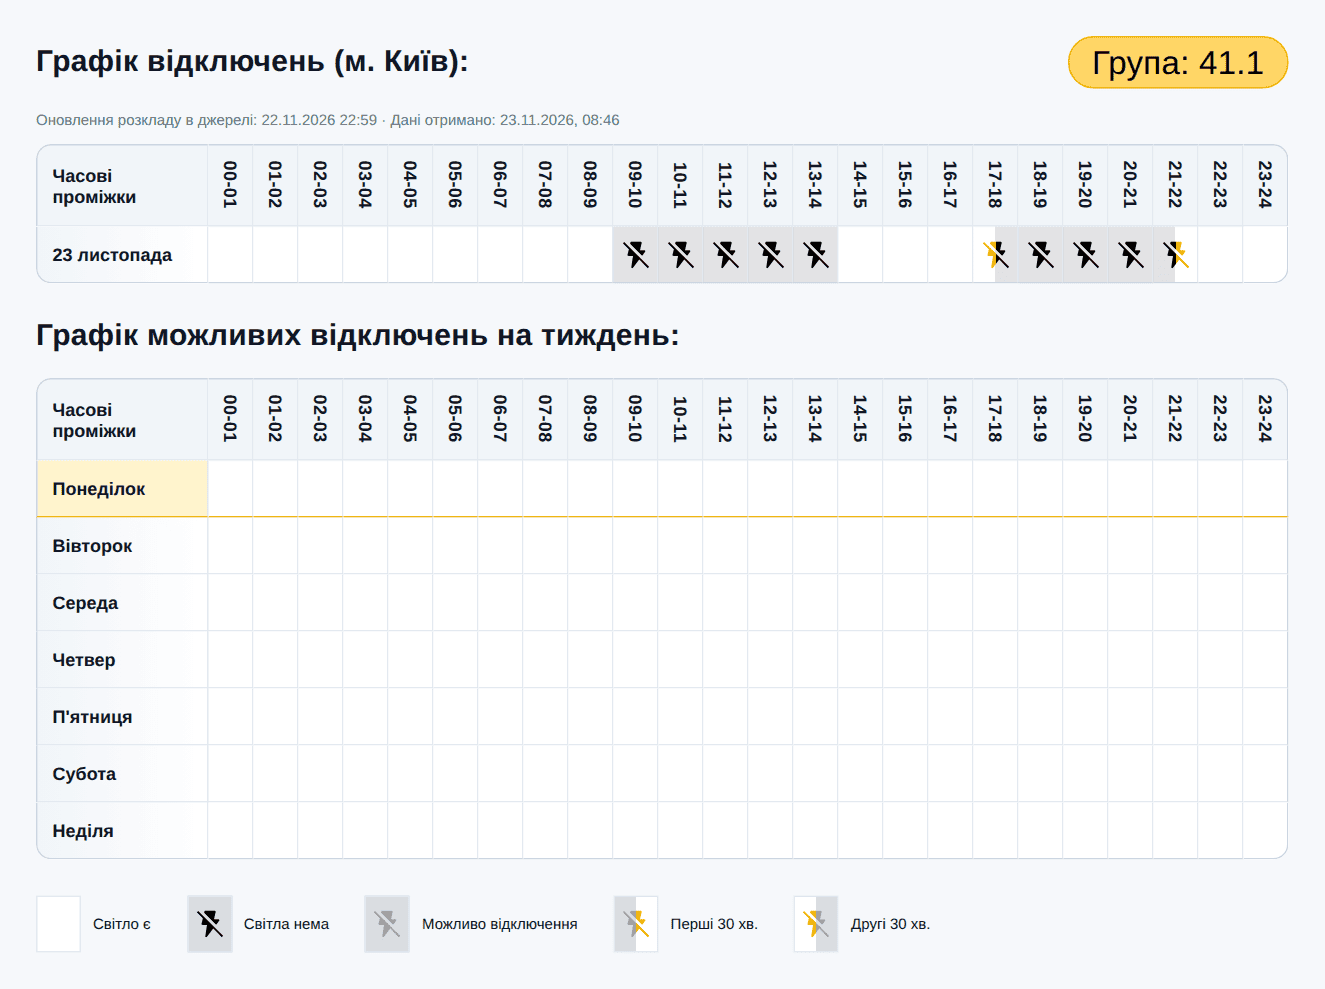 Графік відключень (м. Київ):
Група: 41.1
Оновлення розкладу в джерелі: 22.11.2026 22:59 · Дані отримано: 23.11.2026, 08:46
Часові проміжки 00-01 01-02 02-03 03-04 04-05 05-06 06-07 07-08 08-09 09-10 10-11 11-12 12-13 13-14 14-15 15-16 16-17 17-18 18-19 19-20 20-21 21-22 22-23 23-24
23 листопада
Графік можливих відключень на тиждень:
Часові проміжки 00-01 01-02 02-03 03-04 04-05 05-06 06-07 07-08 08-09 09-10 10-11 11-12 12-13 13-14 14-15 15-16 16-17 17-18 18-19 19-20 20-21 21-22 22-23 23-24
Понеділок
Вівторок
Середа
Четвер
П'ятниця
Субота
Неділя
Світло є Світла нема Можливо відключення Перші 30 хв. Другі 30 хв.